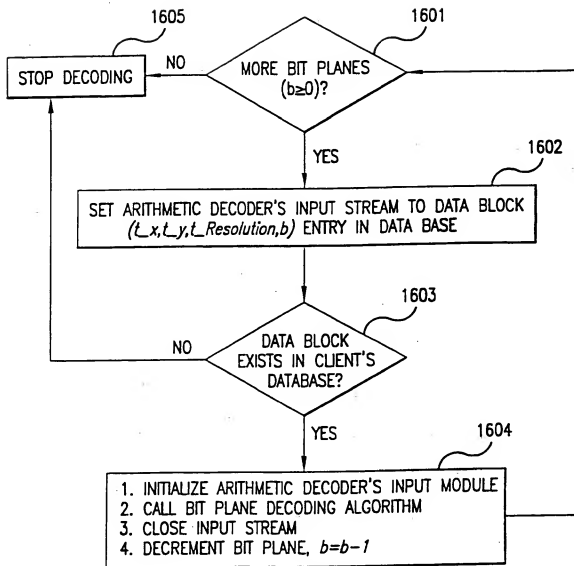 1605
1601
STOP DECODING
NO
MORE BIT PLANES
(b≥0)?
YES
1602
SET ARITHMETIC DECODER'S INPUT STREAM TO DATA BLOCK
(t_x,t_y,t_Resolution,b) ENTRY IN DATA BASE
1603
NO
DATA BLOCK
EXISTS IN CLIENT'S
DATABASE?
YES
1604
1. INITIALIZE ARITHMETIC DECODER'S INPUT MODULE
2. CALL BIT PLANE DECODING ALGORITHM
3. CLOSE INPUT STREAM
4. DECREMENT BIT PLANE, b=b-1